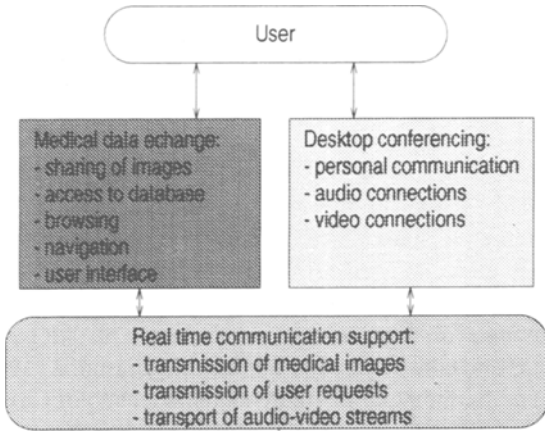 User
Medical data echange:
- sharing of images
- access to database
- browsing
- navigation
- user interface
Desktop conferencing:
- personal communication
- audio connections
- video connections
Real time communication support:
- transmission of medical images
- transmission of user requests
- transport of audio-video streams